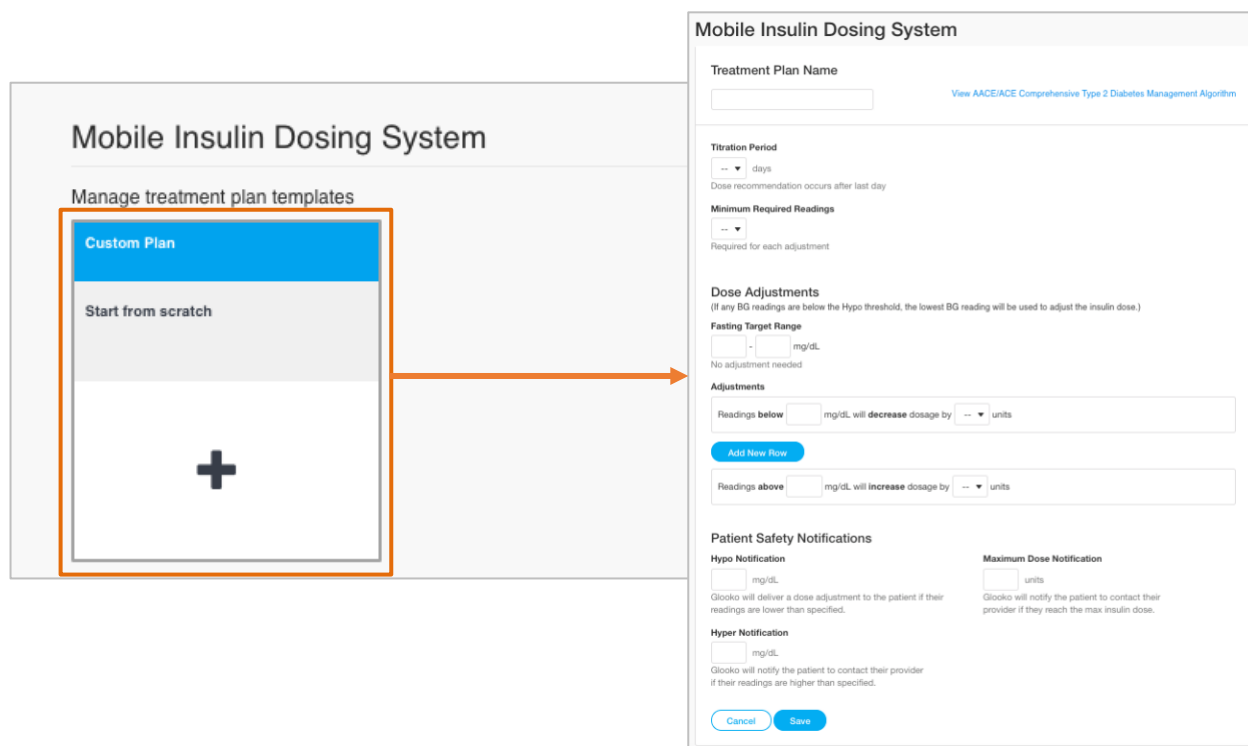 Mobile Insulin Dosing System
Manage treatment plan templates
Custom Plan
Start from scratch
Mobile Insulin Dosing System
Treatment Plan Name
View AACE/ACE Comprehensive Type 2 Diabetes Management Algorithm
Titration Period
-- days
Dose recommendation occurs after last day
Minimum Required Readings
--
Required for each adjustment
Dose Adjustments
(If any BG readings are below the Hypo threshold, the lowest BG reading will be used to adjust the insulin dose.)
Fasting Target Range
- mg/dL
No adjustment needed
Adjustments
Readings below mg/dL will decrease dosage by -- units
Add New Row
Readings above mg/dL will increase dosage by -- units
Patient Safety Notifications
Hypo Notification
mg/dL
Glooko will deliver a dose adjustment to the patient if their
readings are lower than specified.
Maximum Dose Notification
units
Glooko will notify the patient to contact their
provider if they reach the max insulin dose.
Hyper Notification
mg/dL
Glooko will notify the patient to contact their provider
if their readings are higher than specified.
Cancel Save